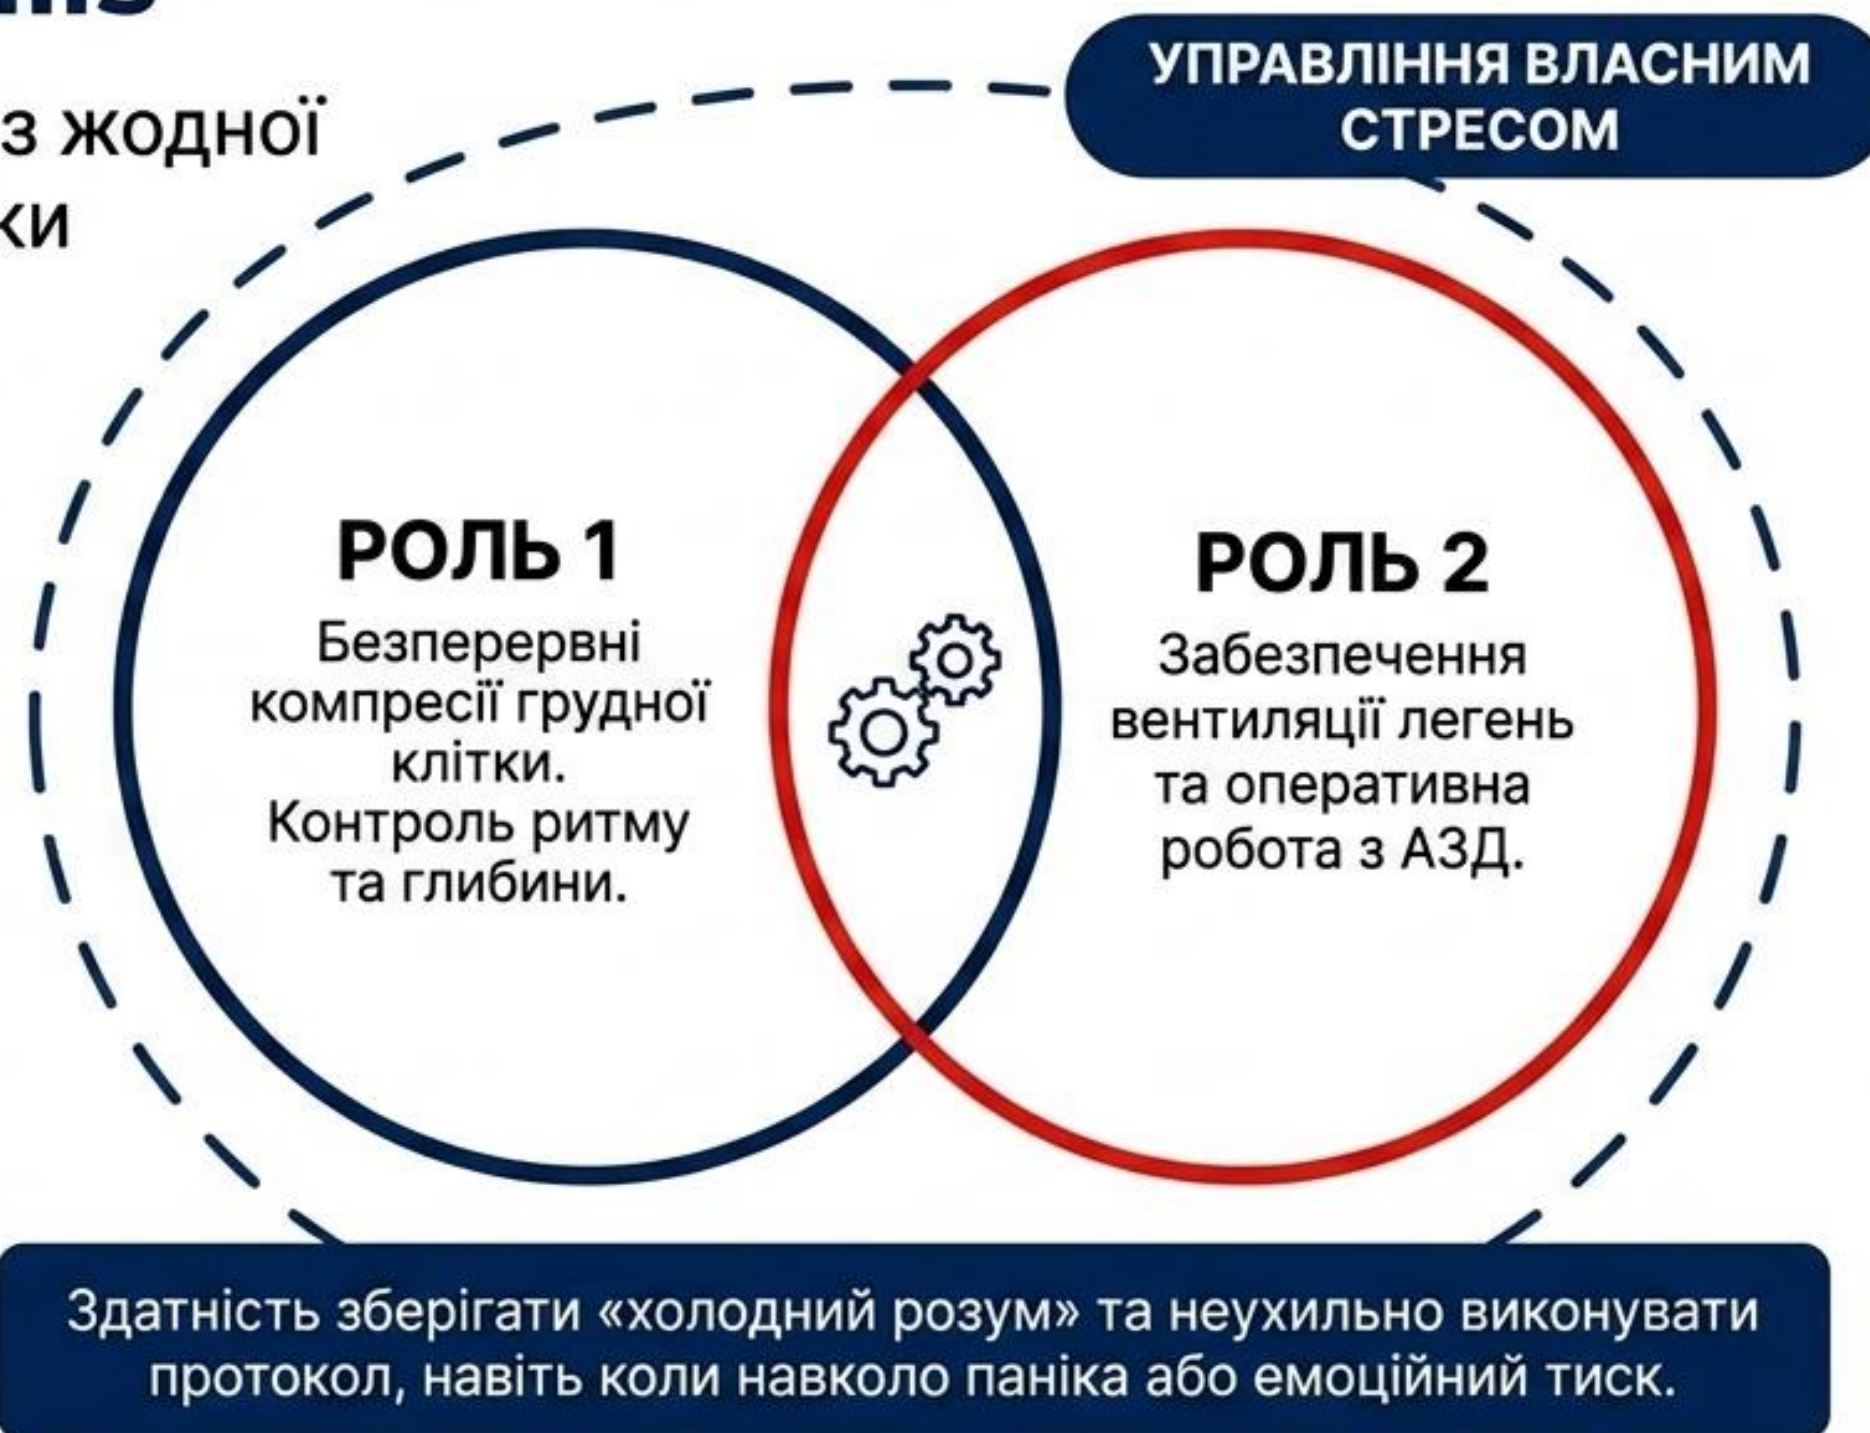 з жодної
УПРАВЛІННЯ ВЛАСНИМ
СТРЕСОМ
РОЛЬ 1
Безперервні
компресії грудної
клітки.
Контроль ритму
та глибини.
РОЛЬ 2
Забезпечення
вентиляції легень
та оперативна
робота з АЗД.
Здатність зберігати «холодний розум» та неухильно виконувати
протокол, навіть коли навколо паніка або емоційний тиск.